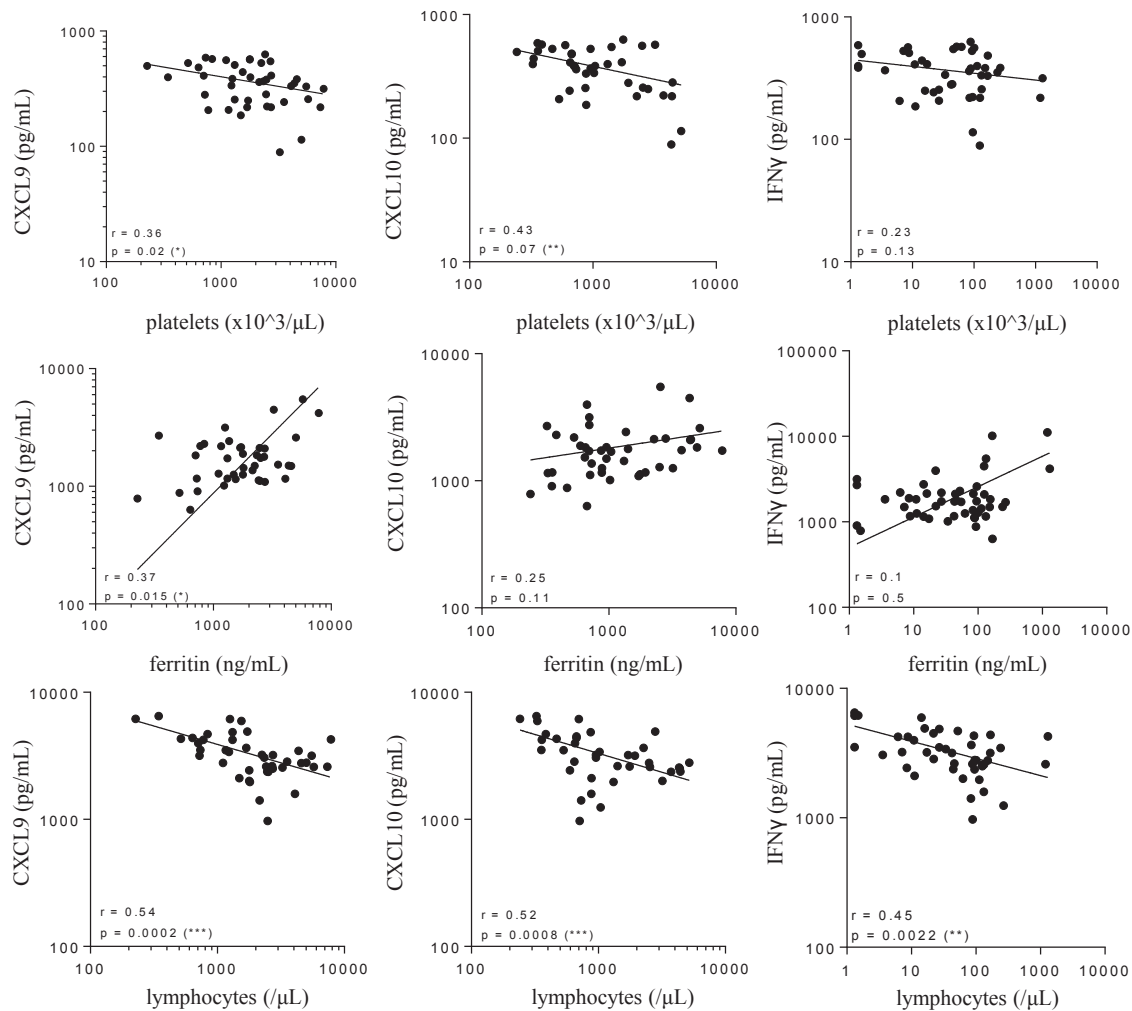 1000
100
10
CXCL9 (pg/mL)
r = 0.36
p = 0.02 (*)
100 1000 10000
platelets (x10^3/μL)
1000
100
10
CXCL10 (pg/mL)
r = 0.43
p = 0.07 (**)
100 1000 10000
platelets (x10^3/μL)
1000
100
10
IFNγ (pg/mL)
r = 0.23
p = 0.13
1 10 100 1000 10000
platelets (x10^3/μL)
10000
1000
100
CXCL9 (pg/mL)
r = 0.37
p = 0.015 (*)
100 1000 10000
ferritin (ng/mL)
10000
1000
100
CXCL10 (pg/mL)
r = 0.25
p = 0.11
100 1000 10000
ferritin (ng/mL)
100000
10000
1000
100
IFNγ (pg/mL)
r = 0.1
p = 0.5
1 10 100 1000 10000
ferritin (ng/mL)
10000
1000
100
CXCL9 (pg/mL)
r = 0.54
p = 0.0002 (***)
100 1000 10000
lymphocytes (/μL)
10000
1000
100
CXCL10 (pg/mL)
r = 0.52
p = 0.0008 (***)
100 1000 10000
lymphocytes (/μL)
10000
1000
100
IFNγ (pg/mL)
r = 0.45
p = 0.0022 (**)
1 10 100 1000 10000
lymphocytes (/μL)